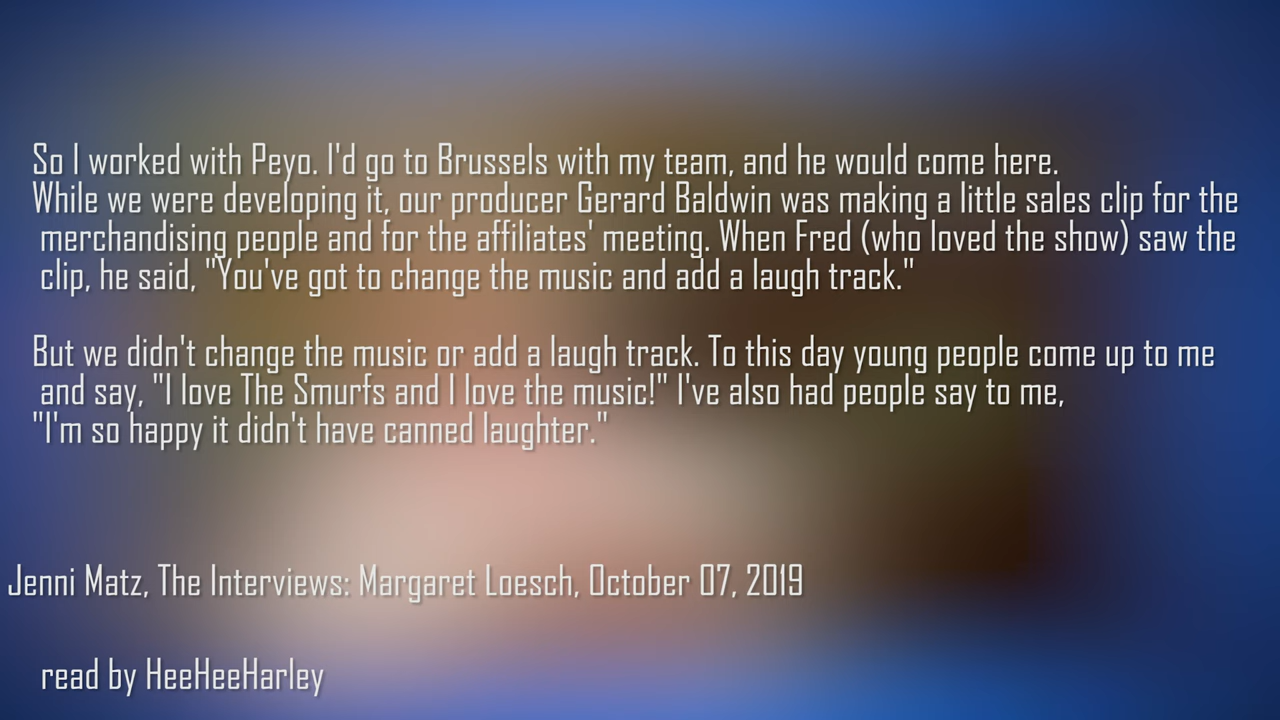 So I worked with Peyo. I'd go to Brussels with my team, and he would come here.
While we were developing it, our producer Gerard Baldwin was making a little sales clip for the
merchandising people and for the affiliates' meeting. When Fred (who loved the show) saw the
clip, he said, "You've got to change the music and add a laugh track."
But we didn't change the music or add a laugh track. To this day young people come up to me
and say, "I love The Smurfs and I love the music!" I've also had people say to me,
"I'm so happy it didn't have canned laughter."
Jenni Matz, The Interviews: Margaret Loesch, October 07, 2019
read by HeeHeeHarley